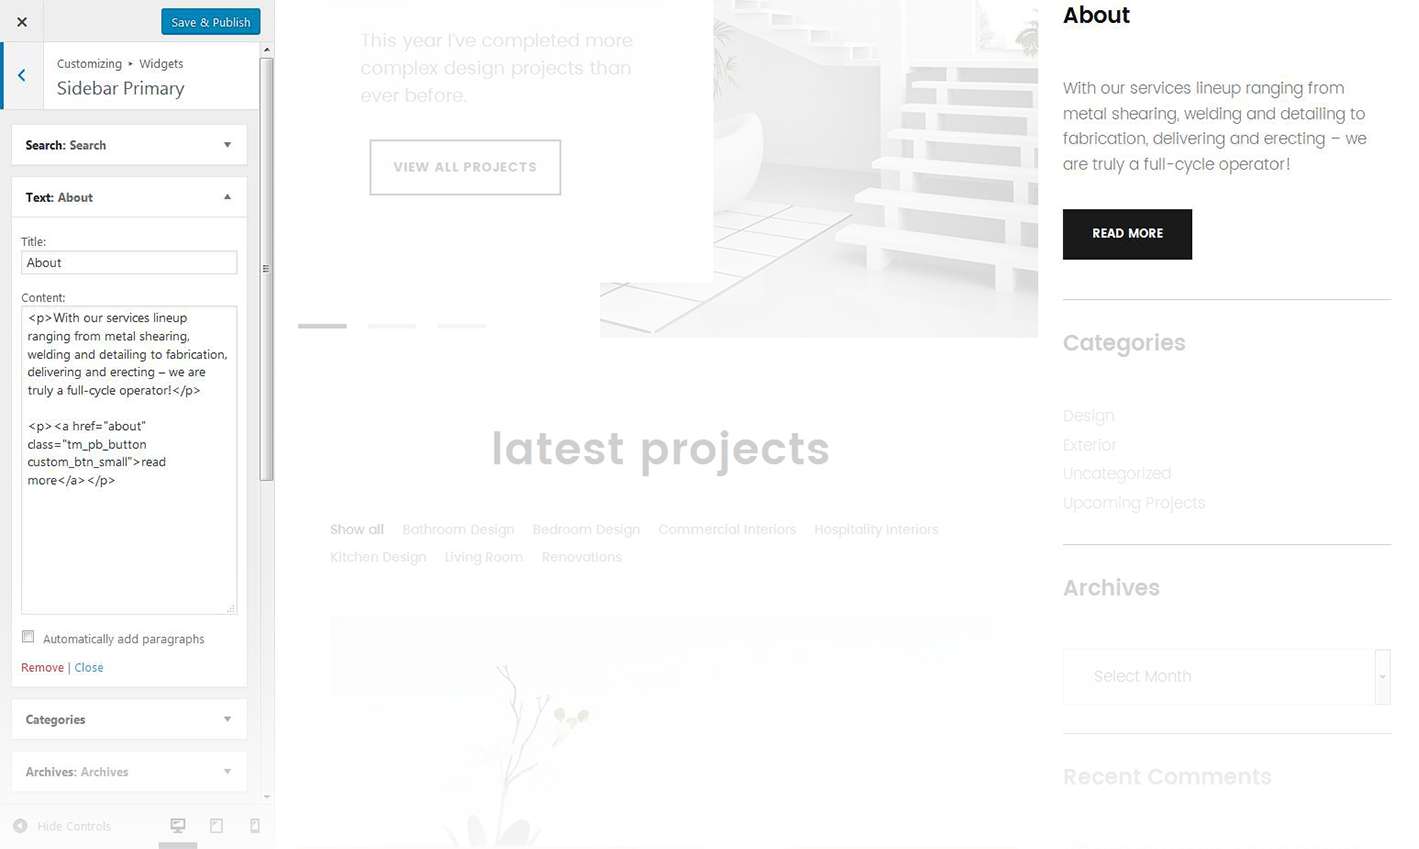 Save & Publish
Customizing ▸ Widgets
Sidebar Primary
Search: Search
Text: About
Title:
About
Content:
<p>With our services lineup
ranging from metal shearing,
welding and detailing to fabrication,
delivering and erecting – we are
truly a full-cycle operator!</p>
<p><a href="about"
class="tm_pb_button
custom_btn_small">read
more</a></p>
Automatically add paragraphs
Remove | Close
Categories
Archives: Archives
Hide Controls
This year I've completed more
complex design projects than
ever before.
VIEW ALL PROJECTS
latest projects
Show all Bathroom Design Bedroom Design Commercial Interiors Hospitality Interiors
Kitchen Design Living Room Renovations
About
With our services lineup ranging from
metal shearing, welding and detailing to
fabrication, delivering and erecting – we
are truly a full-cycle operator!
READ MORE
Categories
Design
Exterior
Uncategorized
Upcoming Projects
Archives
Select Month
Recent Comments